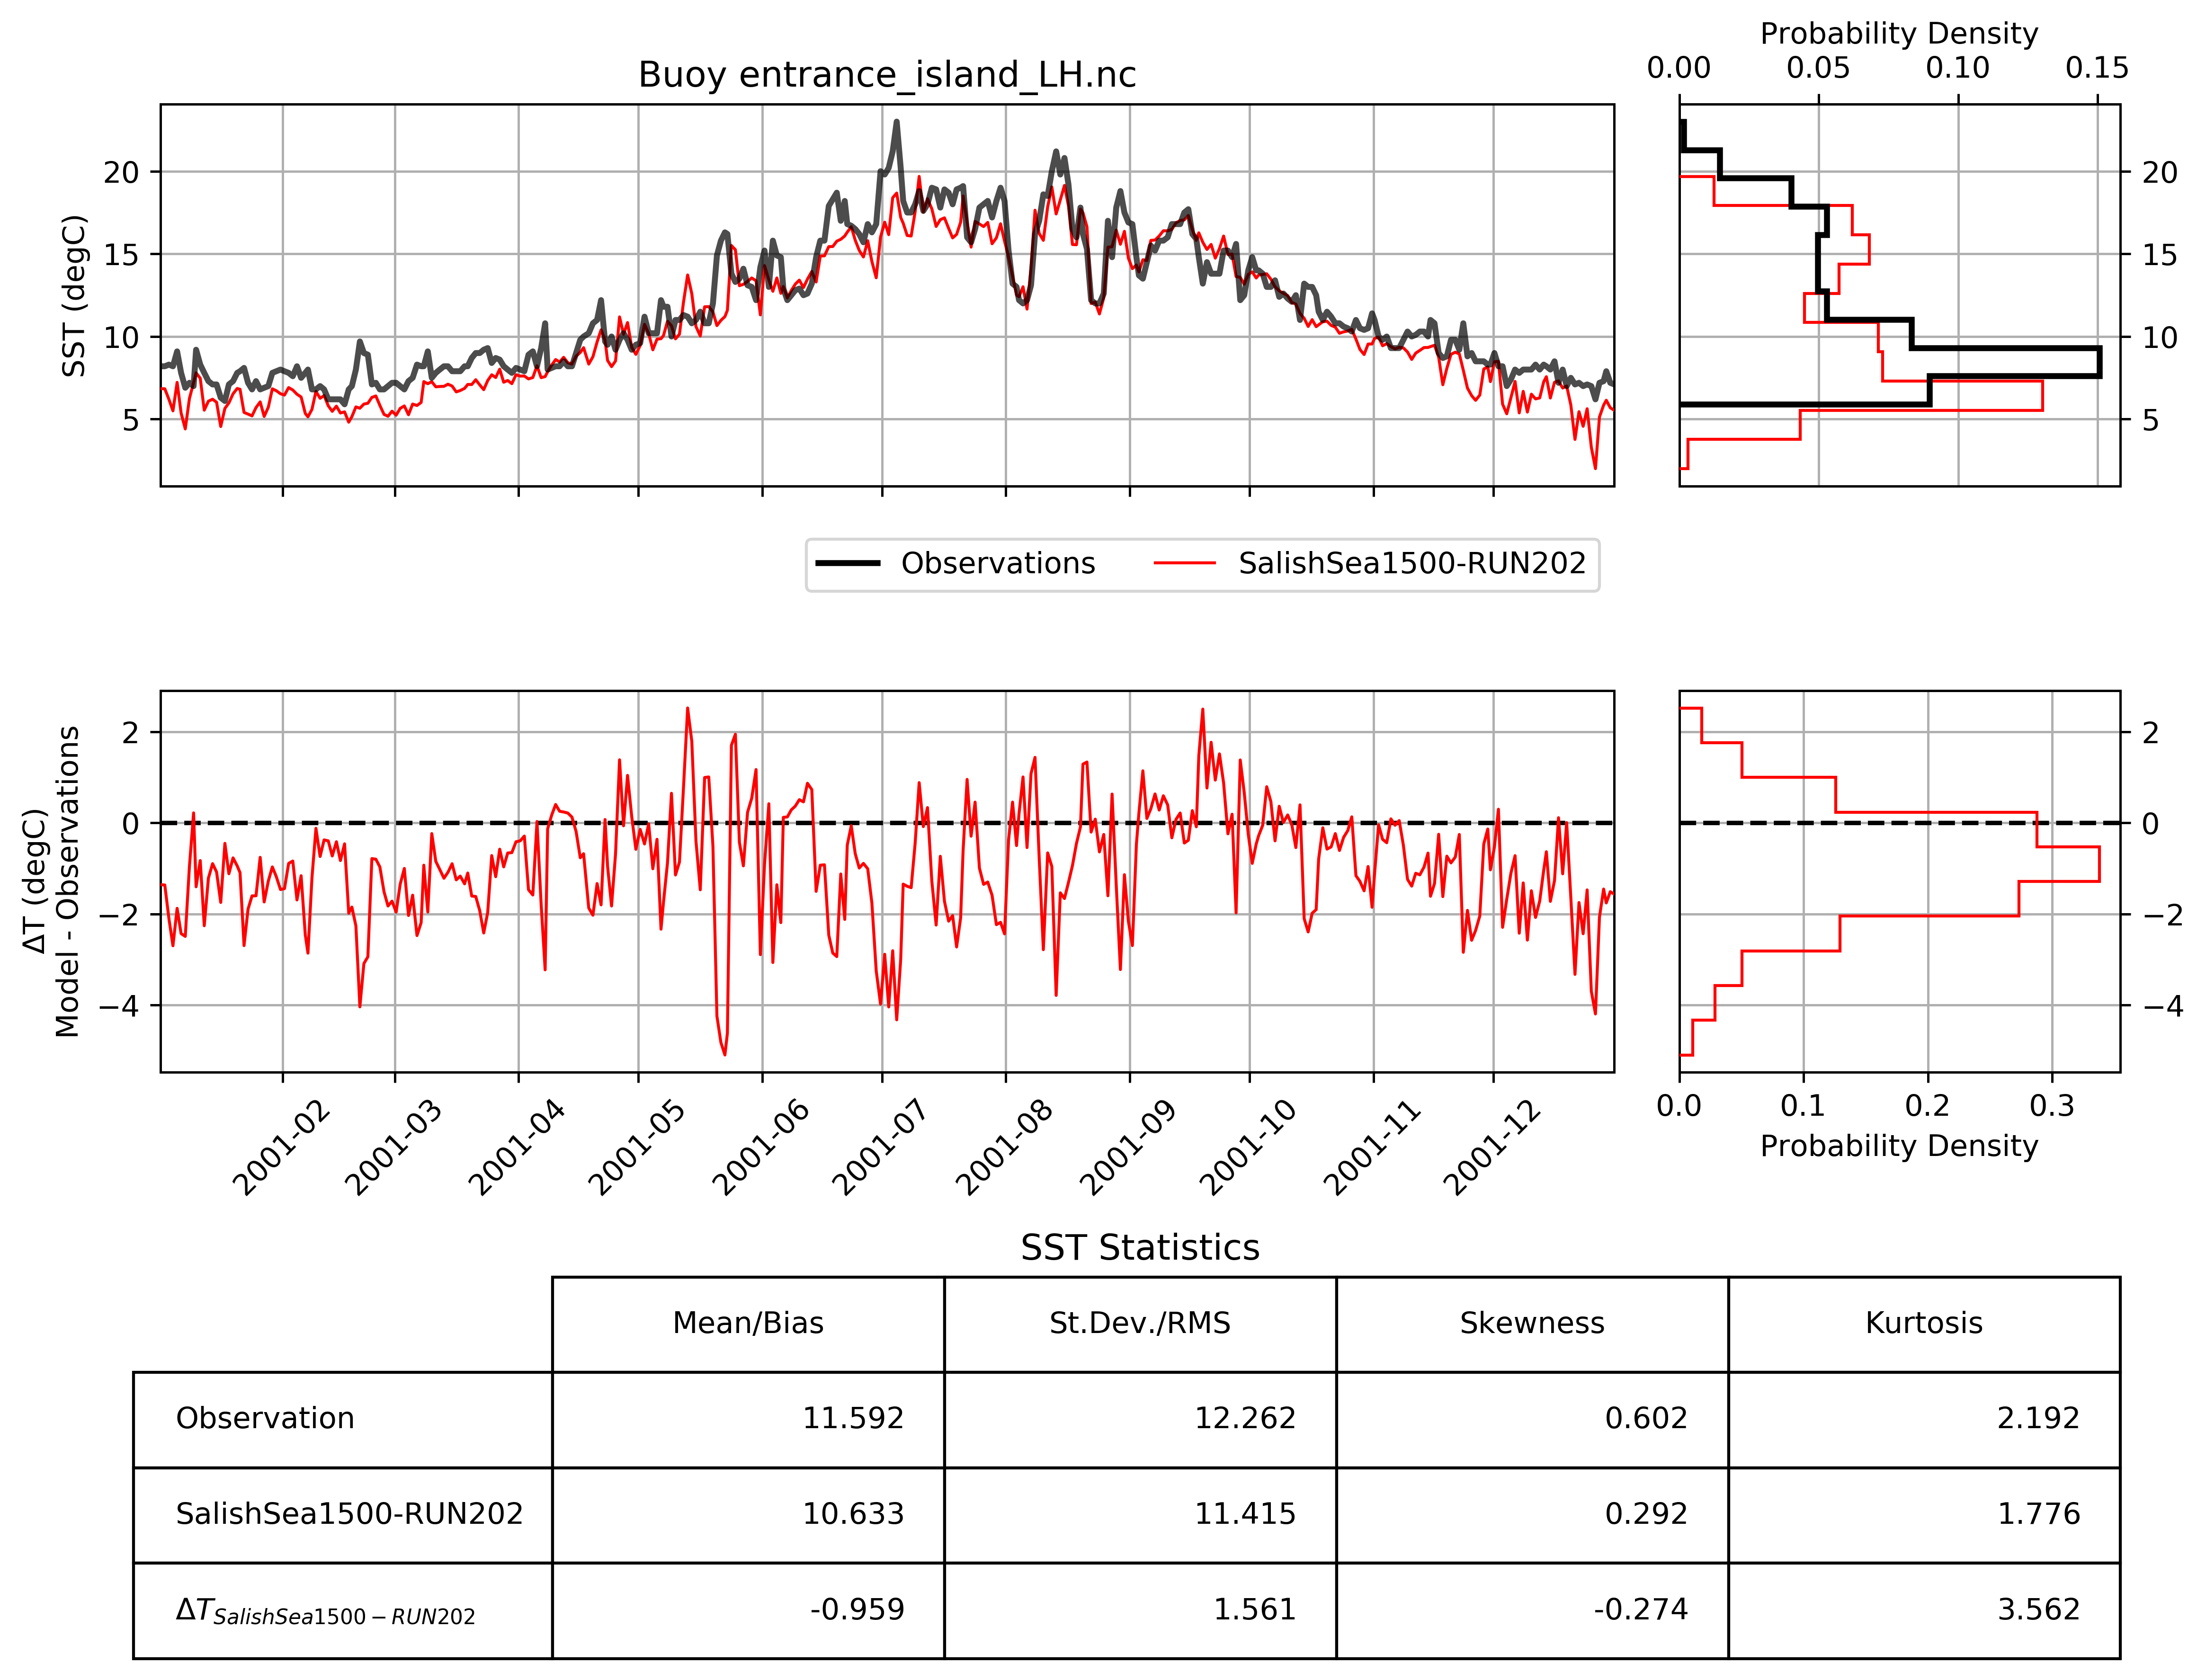 Probability Density
0.00 0.05 0.10 0.15
Buoy entrance_island_LH.nc
SST (degC)
20
15
10
5
20
15
10
5
Observations SalishSea1500-RUN202
ΔT (degC)
Model - Observations
2
0
−2
−4
2
0
−2
−4
0.0 0.1 0.2 0.3
Probability Density
2001-02 2001-03 2001-04 2001-05 2001-06 2001-07 2001-08 2001-09 2001-10 2001-11 2001-12
SST Statistics
Mean/Bias St.Dev./RMS Skewness Kurtosis
Observation 11.592 12.262 0.602 2.192
SalishSea1500-RUN202 10.633 11.415 0.292 1.776
ΔT SalishSea1500−RUN202 -0.959 1.561 -0.274 3.562